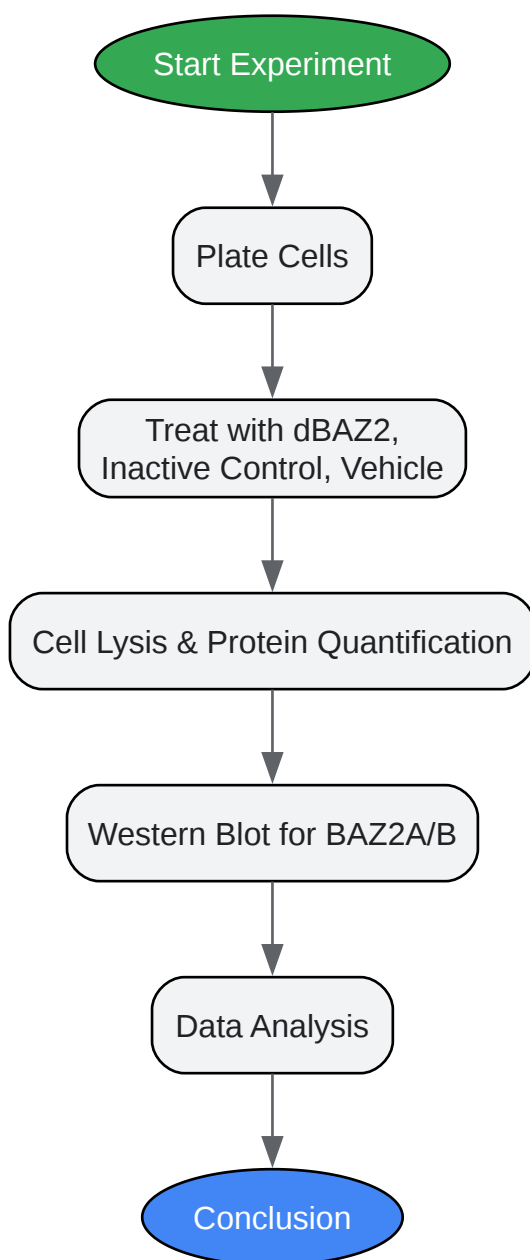 Start Experiment
Plate Cells
Treat with dBAZ2,
Inactive Control, Vehicle
Cell Lysis & Protein Quantification
Western Blot for BAZ2A/B
Data Analysis
Conclusion